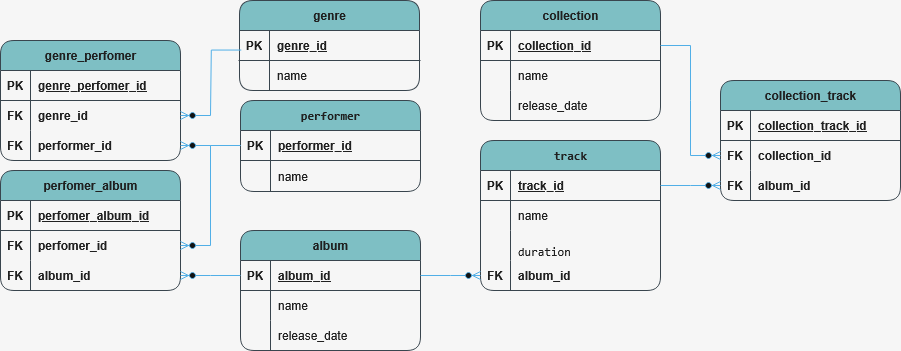 genre
PK genre_id
name
genre_perfomer
PK genre_perfomer_id
FK genre_id
FK performer_id
performer
PK performer_id
name
perfomer_album
PK perfomer_album_id
FK perfomer_id
FK album_id
album
PK album_id
name
release_date
collection
PK collection_id
name
release_date
track
PK track_id
name
duration
FK album_id
collection_track
PK collection_track_id
FK collection_id
FK album_id